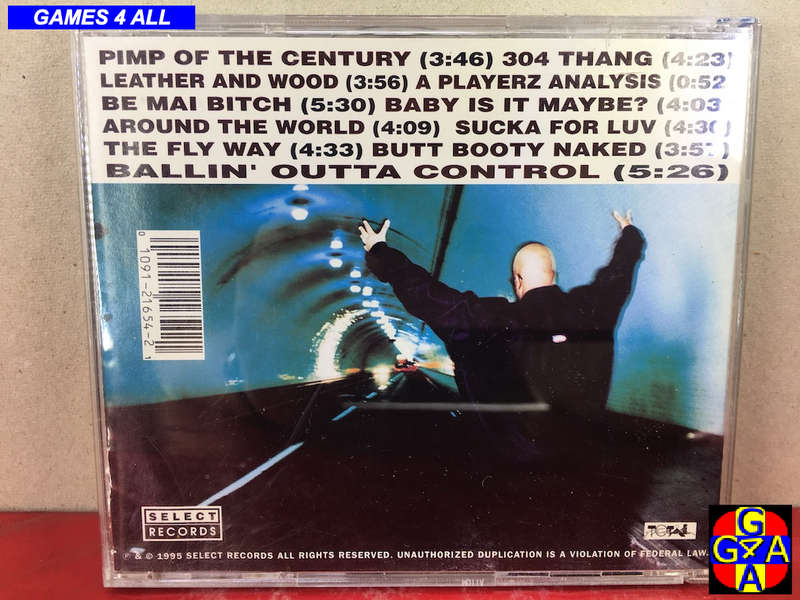 GAMES 4 ALL
PIMP OF THE CENTURY (3:46) 304 THANG (4:23)
LEATHER AND WOOD (3:56) A PLAYERZ ANALYSIS (0:52
BE MAI BITCH (5:30) BABY IS IT MAYBE? (4:03
AROUND THE WORLD (4:09) SUCKA FOR LUV (4:30)
THE FLY WAY (4:33) BUTT BOOTY NAKED (3:57)
BALLIN' OUTTA CONTROL (5:26)
0 1091-21654-2 1
SELECT
RECORDS
℗ & © 1995 SELECT RECORDS ALL RIGHTS RESERVED. UNAUTHORIZED DUPLICATION IS A VIOLATION OF FEDERAL LAW.
G
G4A
A